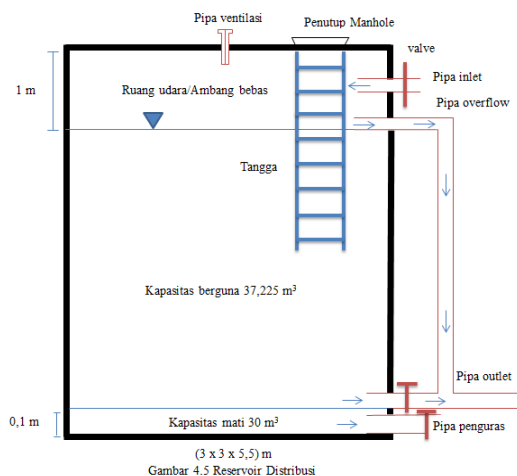 Pipa ventilasi
Penutup Manhole
valve
1 m
Ruang udara/Ambang bebas
Pipa inlet
Pipa overflow
Tangga
Kapasitas berguna 37,225 m³
Pipa outlet
0,1 m
Kapasitas mati 30 m³
Pipa penguras
(3 x 3 x 5,5) m
Gambar 4.5 Reservoir Distribusi